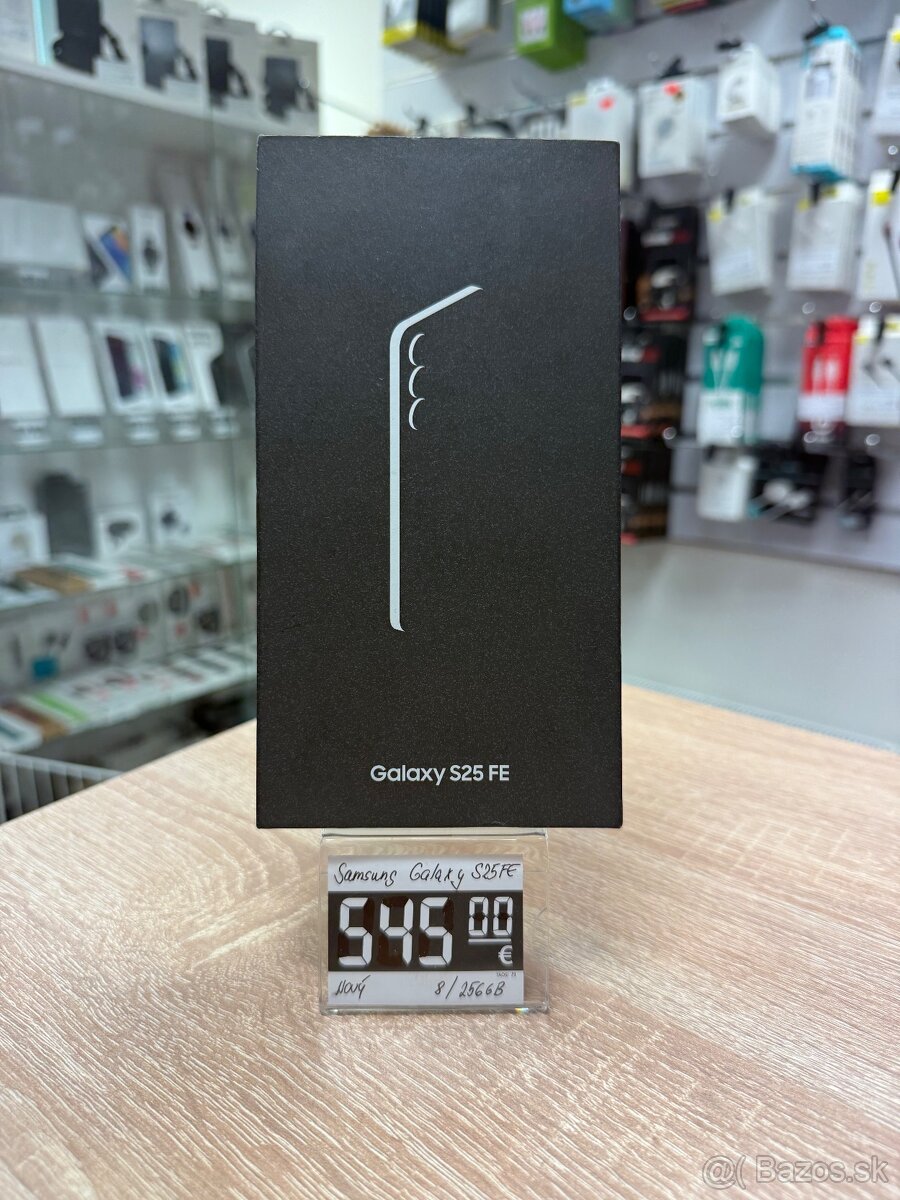 Galaxy S25 FE
Samsung Galaxy S25FE
545 00
€
Nový 8/256GB
@( Bazos.sk